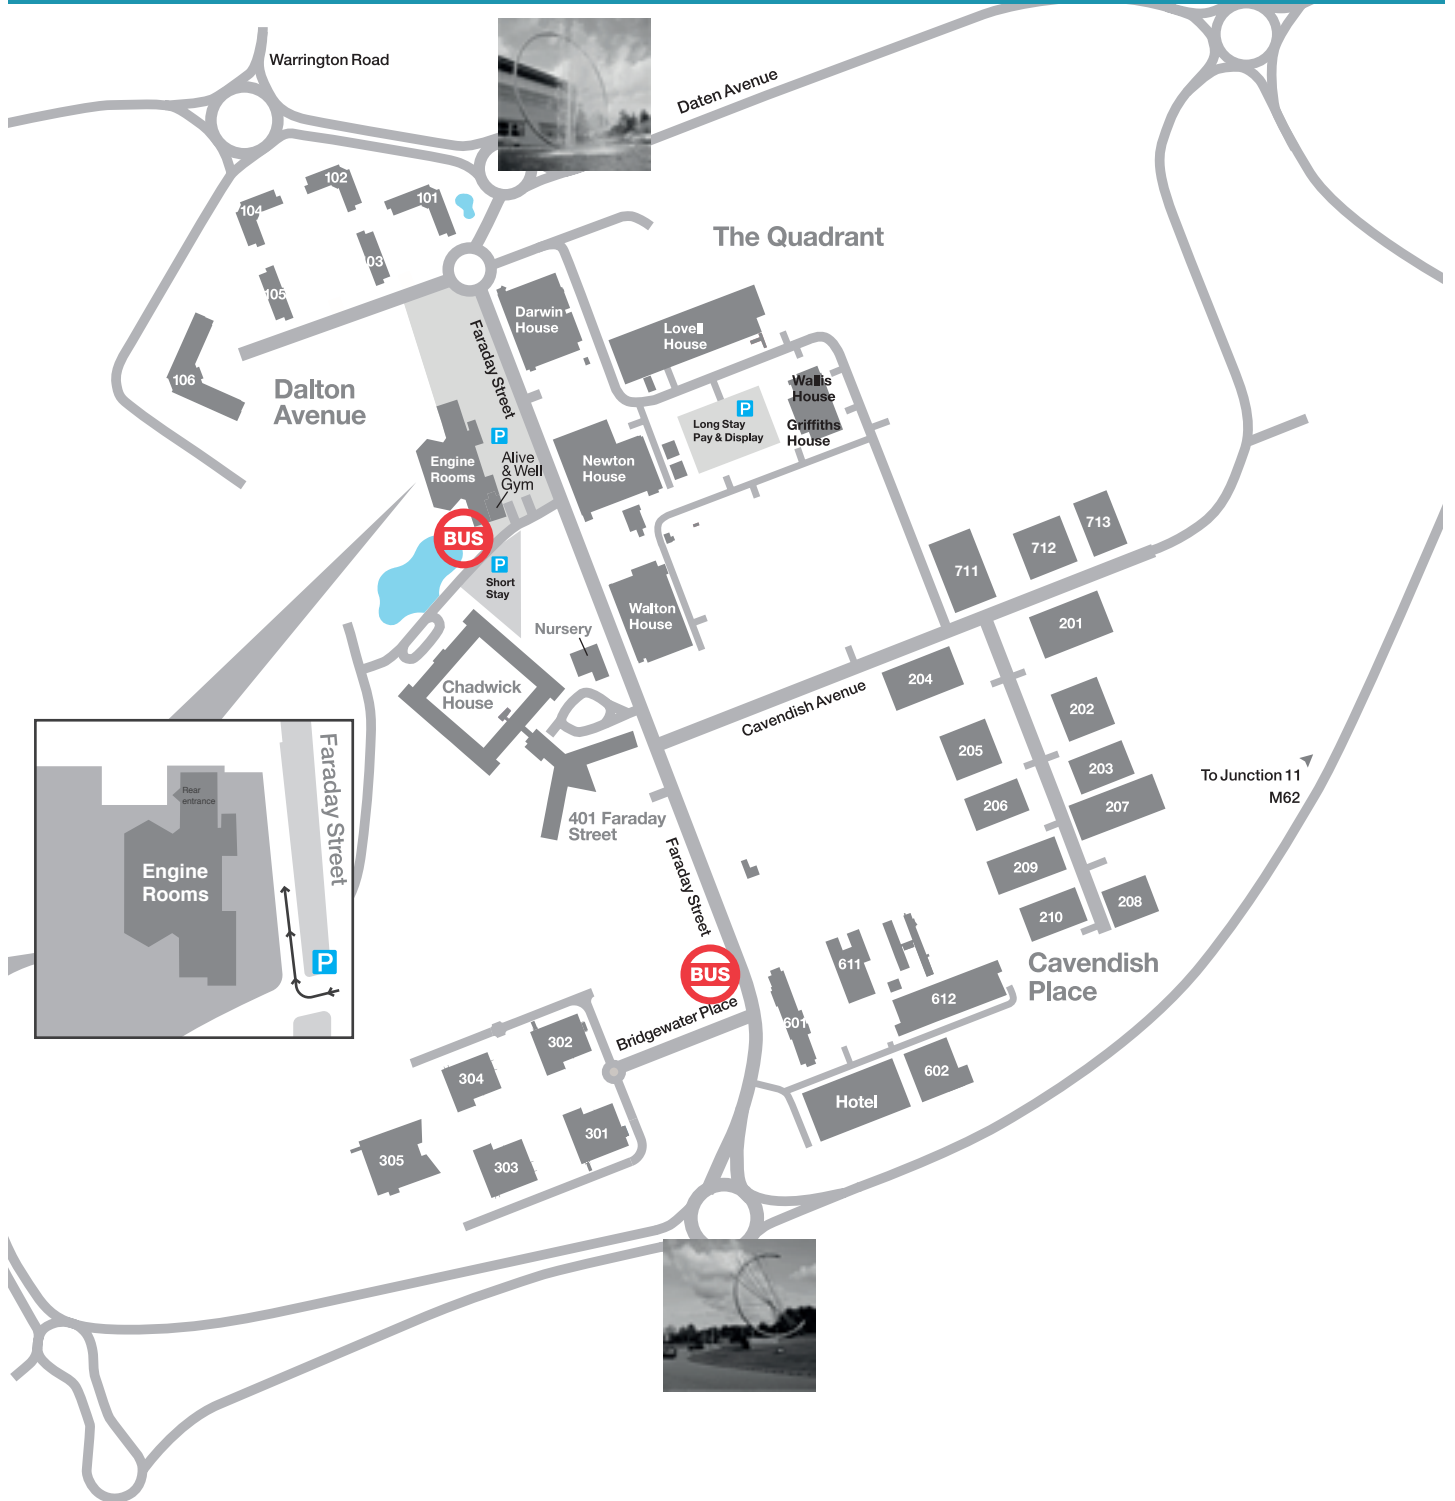 Warrington Road
Daten Avenue
102
101
104
103
105
106
The Quadrant
Darwin
House
Lovell
House
Faraday Street
Dalton
Avenue
Wallis
House
P
Long Stay
Pay & Display
Griffiths
House
P
Alive
& Well
Gym
Engine
Rooms
Newton
House
BUS
P
Short
Stay
713
712
711
Walton
House
201
Nursery
204
Chadwick
House
Cavendish Avenue
202
205
203
206
207
To Junction 11
M62
401 Faraday
Street
Faraday Street
Rear
entrance
Engine
Rooms
P
Faraday Street
209
208
210
Cavendish
Place
BUS
611
612
601
Bridgewater Place
302
304
602
Hotel
301
305
303